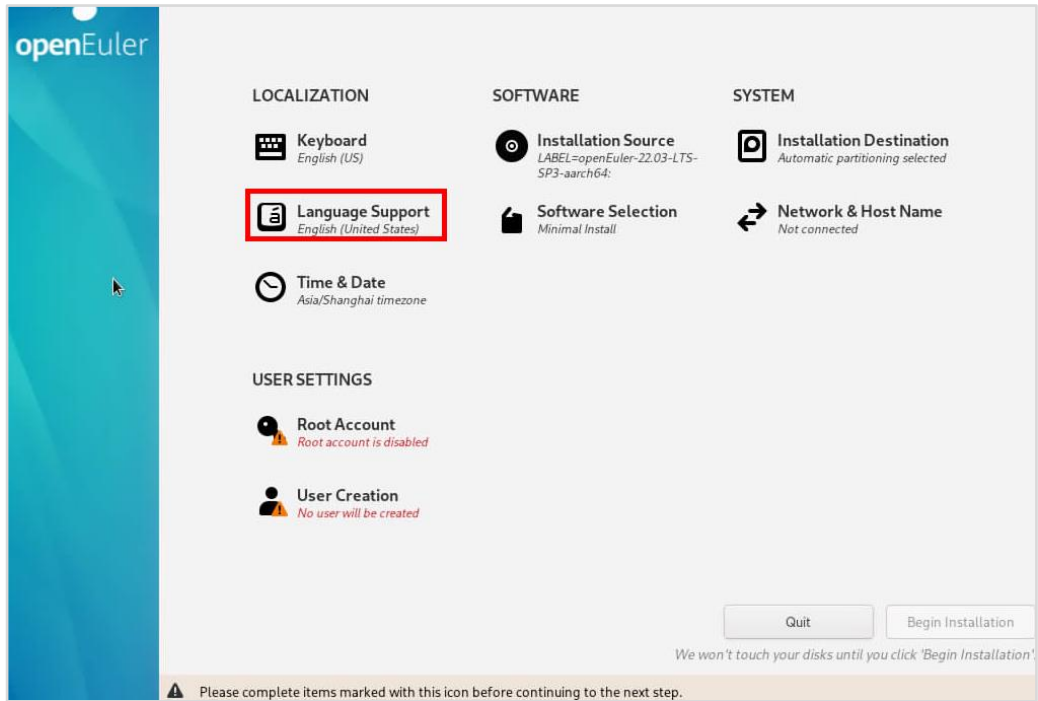 openEuler
LOCALIZATION
Keyboard
English (US)
Language Support
English (United States)
Time & Date
Asia/Shanghai timezone
SOFTWARE
Installation Source
LABEL=openEuler-22.03-LTS-
SP3-aarch64:
Software Selection
Minimal Install
SYSTEM
Installation Destination
Automatic partitioning selected
Network & Host Name
Not connected
USER SETTINGS
Root Account
Root account is disabled
User Creation
No user will be created
Quit
Begin Installation
We won't touch your disks until you click 'Begin Installation'.
Please complete items marked with this icon before continuing to the next step.